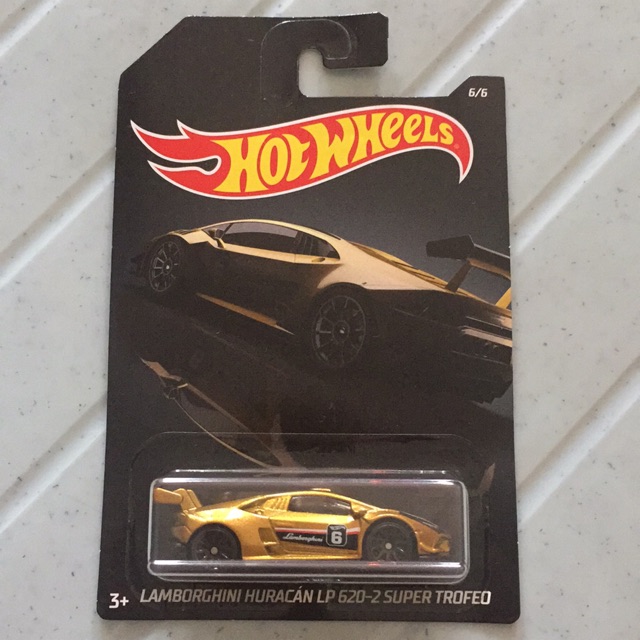 6/6
HOT WHEELS
Lamborghini
6
3+
LAMBORGHINI HURACÁN LP 620-2 SUPER TROFEO